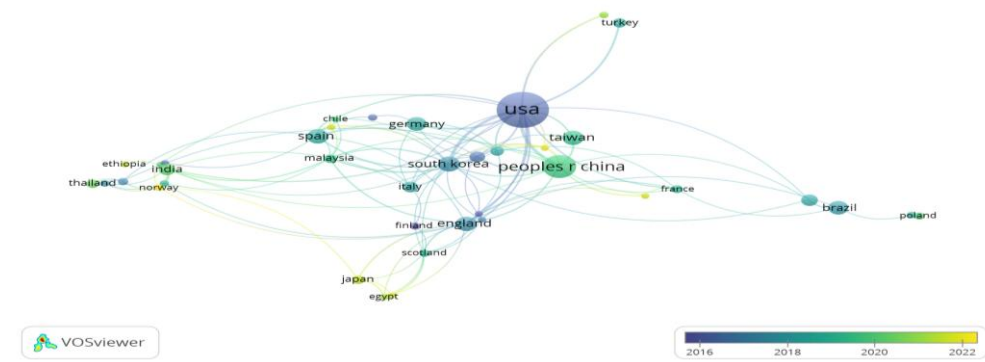 turkey
usa
chile
germany
spain
taiwan
malaysia
south korea
peoples r china
ethiopia
india
thailand
norway
italy
france
brazil
poland
finland
england
scotland
japan
egypt
VOSviewer
2016 2018 2020 2022